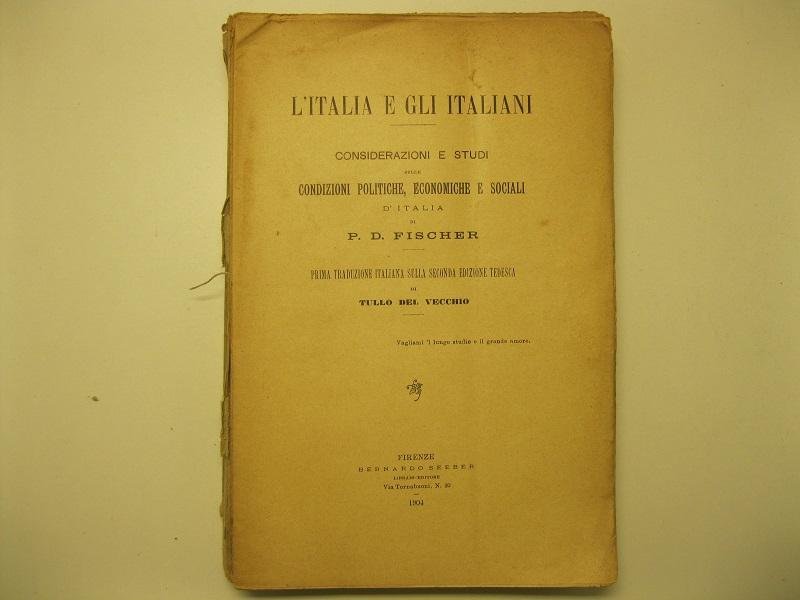 L'ITALIA E GLI ITALIANI
CONSIDERAZIONI E STUDI
SULLE
CONDIZIONI POLITICHE, ECONOMICHE E SOCIALI
D'ITALIA
DI
P. D. FISCHER
PRIMA TRADUZIONE ITALIANA SULLA SECONDA EDIZIONE TEDESCA
DI
TULLO DEL VECCHIO
Vagliami 'l lungo studio e il grande amore.
FIRENZE
BERNARDO SEEBER
LIBRAIO-EDITORE
Via Tornabuoni, N. 20
1904